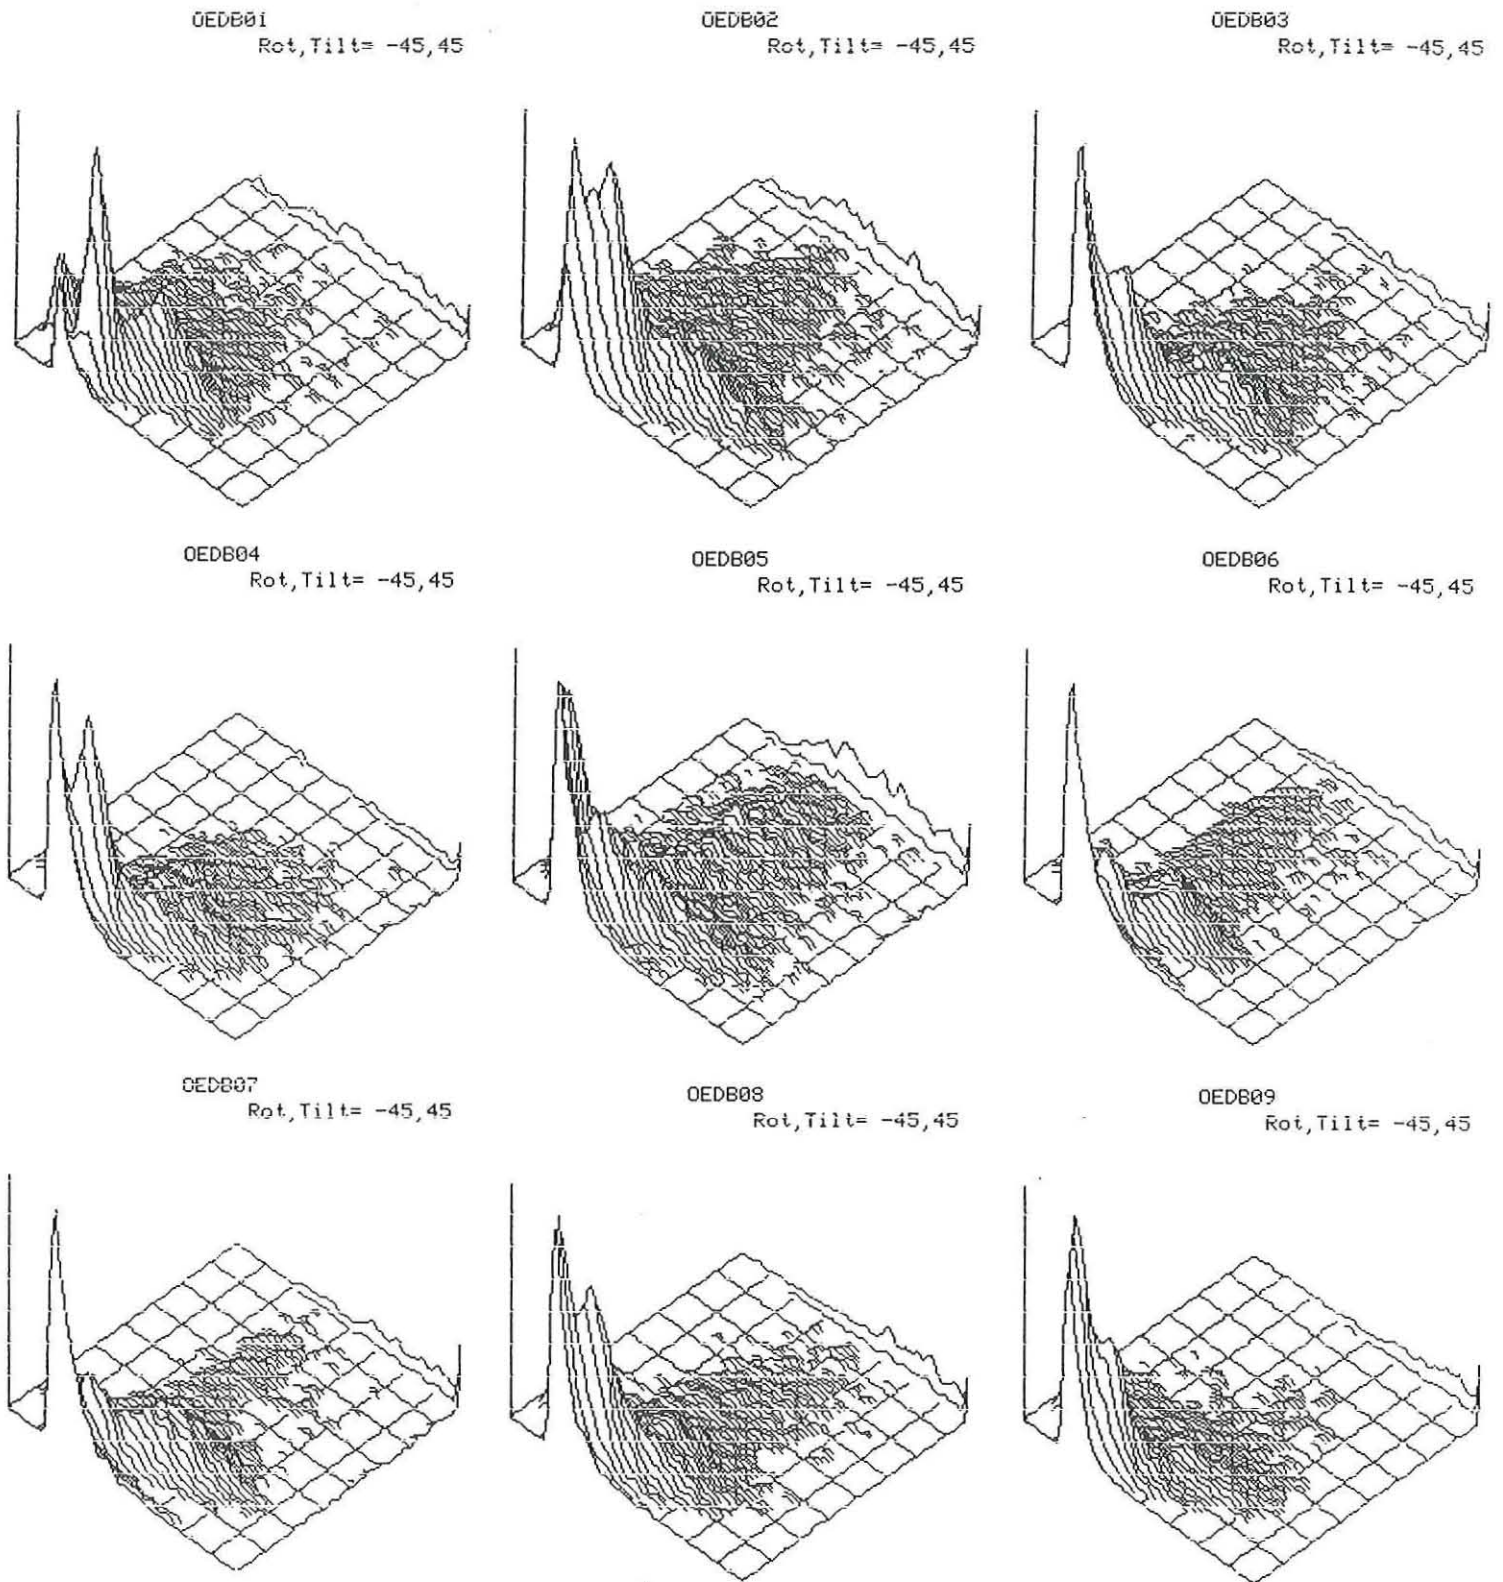 OEDB01
Rot,Tilt= -45,45
OEDB02
Rot,Tilt= -45,45
OEDB03
Rot,Tilt= -45,45
OEDB04
Rot,Tilt= -45,45
OEDB05
Rot,Tilt= -45,45
OEDB06
Rot,Tilt= -45,45
OEDB07
Rot,Tilt= -45,45
OEDB08
Rot,Tilt= -45,45
OEDB09
Rot,Tilt= -45,45